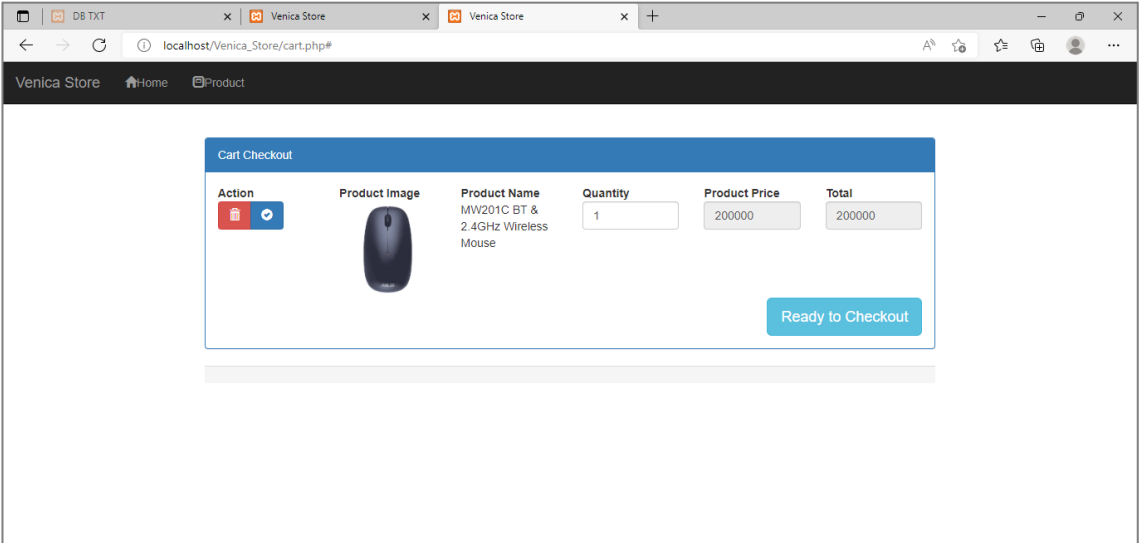 DB TXT
Venica Store
Venica Store
localhost/Venica_Store/cart.php#
Venica Store Home Product
Cart Checkout
Action Product Image Product Name Quantity Product Price Total
MW201C BT &
2.4GHz Wireless
Mouse
1 200000 200000
ASUS
Ready to Checkout